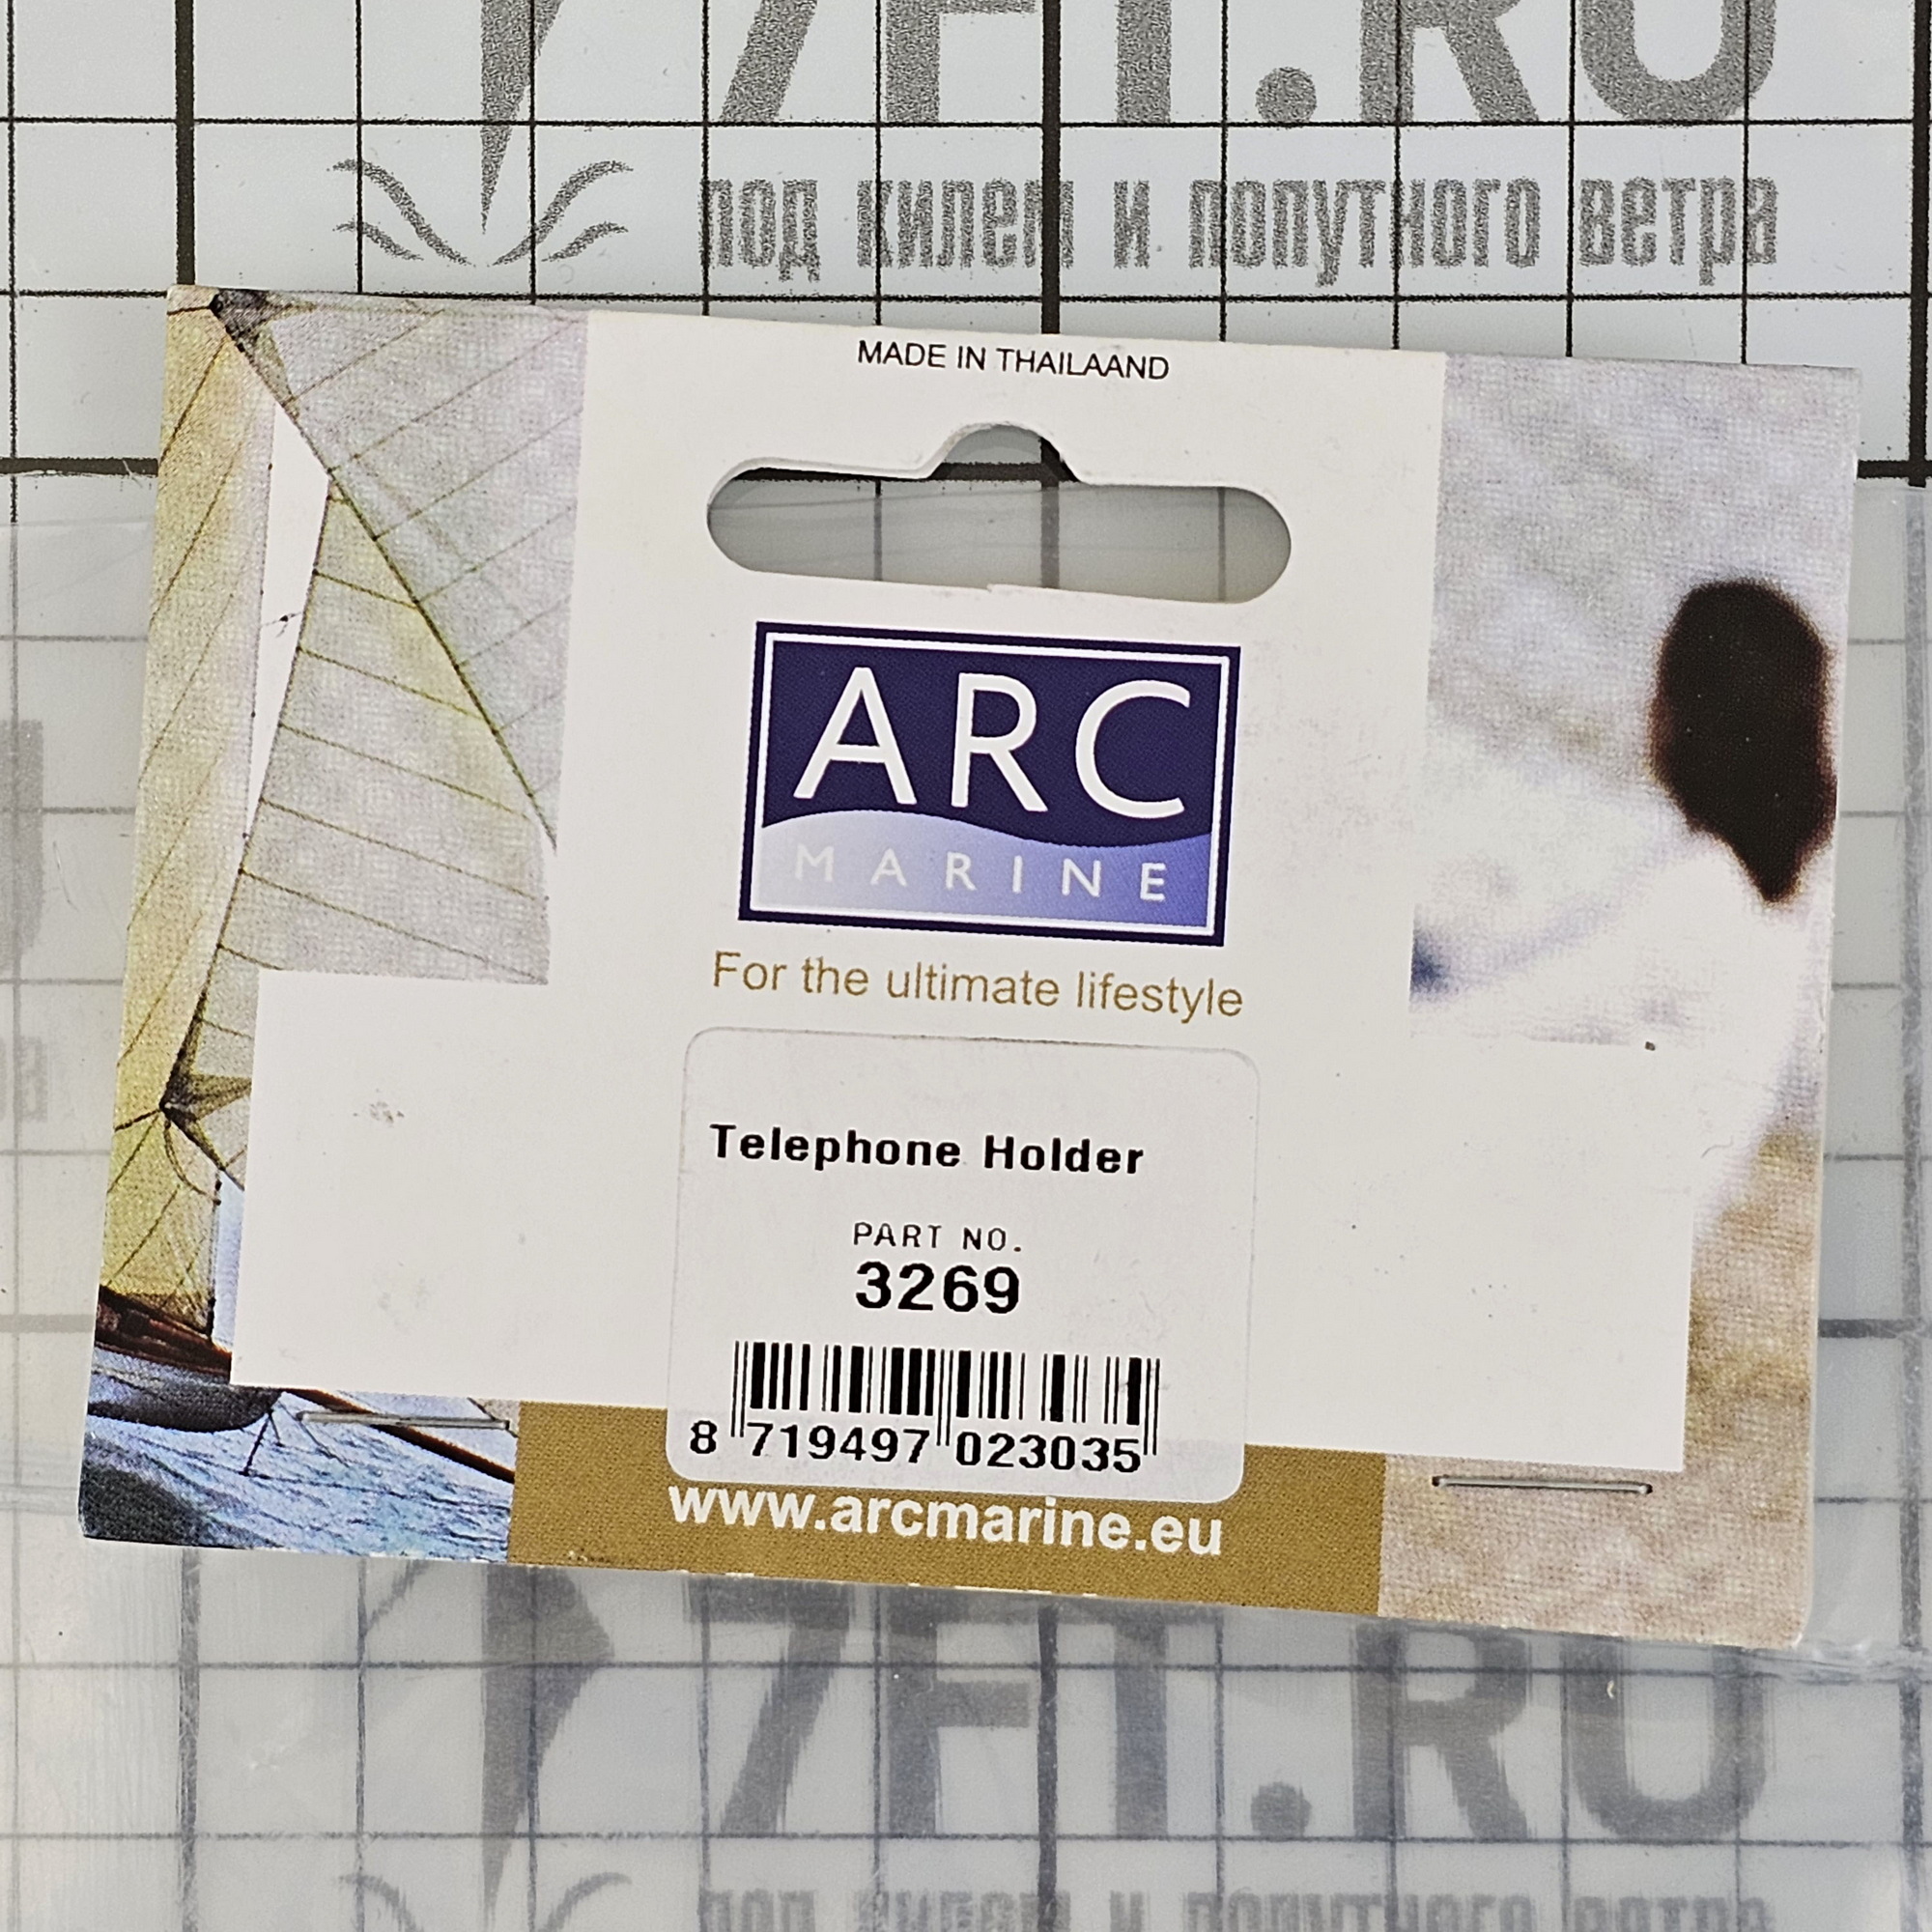 7FT.RU
под килем и попутного ветра
MADE IN THAILAAND
ARC
MARINE
For the ultimate lifestyle
Telephone Holder
PART NO.
3269
8 719497 023035
www.arcmarine.eu
7FT.RU
под килем и попутного ветра